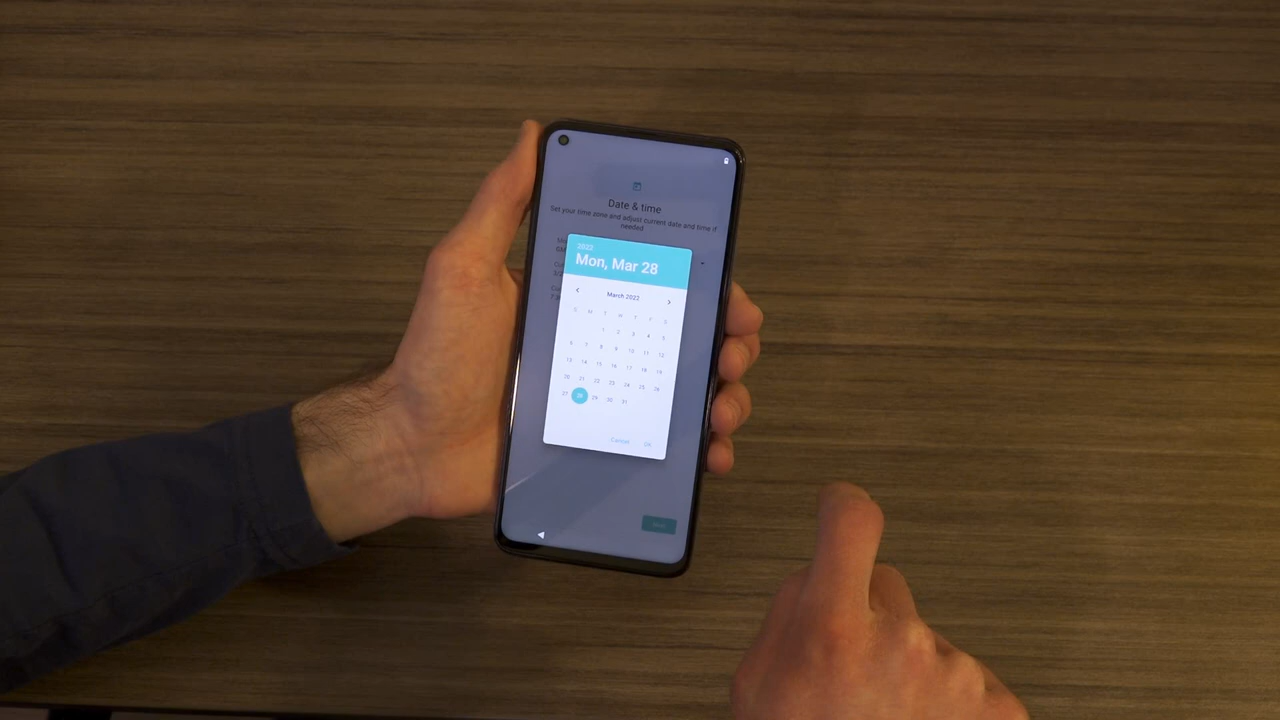 Date & time
Set your time zone and adjust current date and time if
needed
2022
Mon, Mar 28
March 2022
S M T W T F S
1 2 3 4 5
6 7 8 9 10 11 12
13 14 15 16 17 18 19
20 21 22 23 24 25 26
27 28 29 30 31
Cancel OK